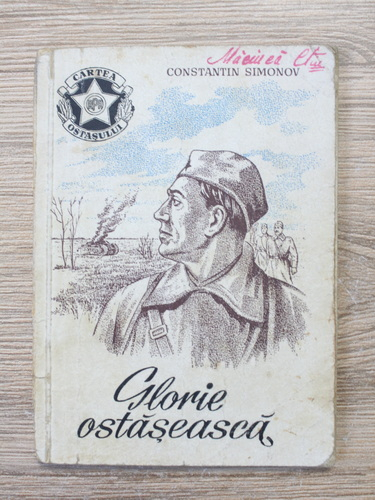 CARTEA
OSTAȘULUI
CONSTANTIN SIMONOV
Glorie
ostășească